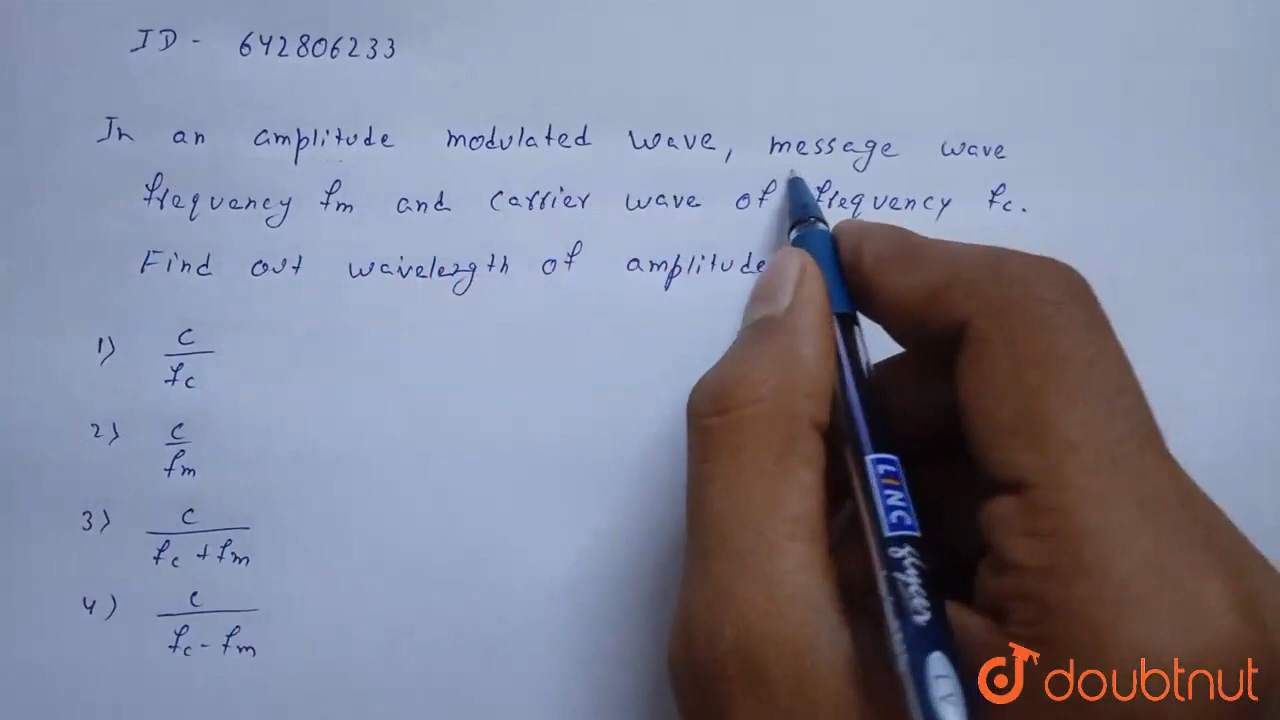 ID - 642806233
In an amplitude modulated wave, message wave
frequency fm and carrier wave of frequency fc.
Find out wavelength of amplitude
1) c/fc
2) c/fm
3) c/fc + fm
4) c/fc - fm
LINC
doubtnut